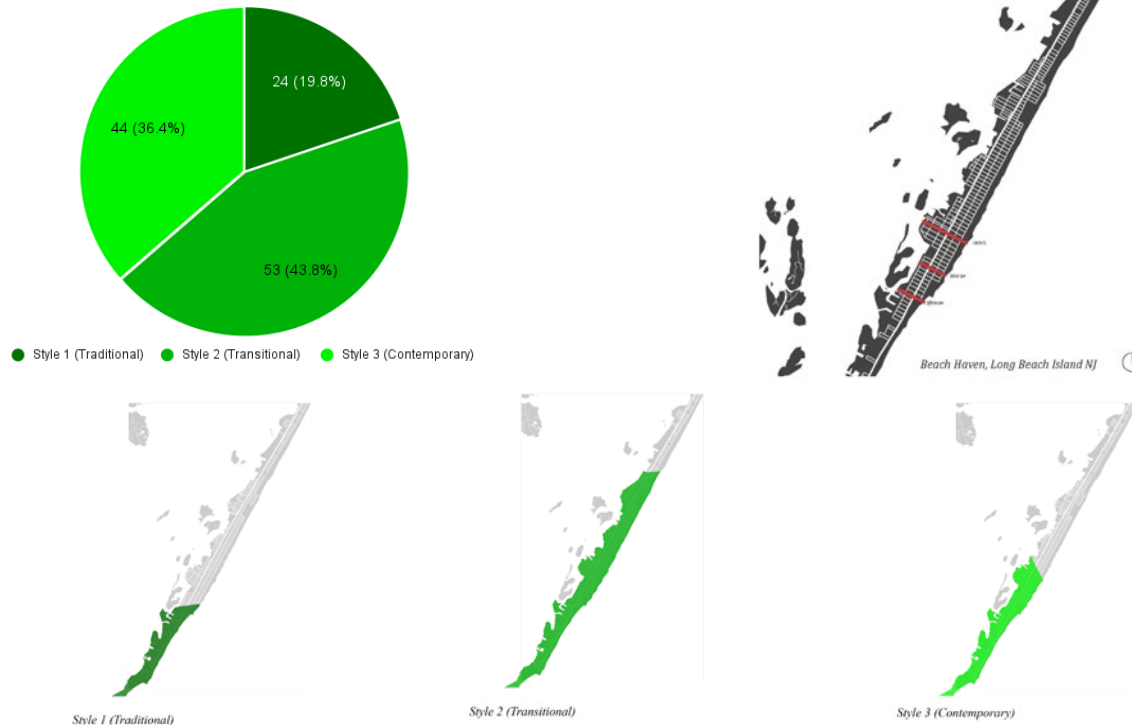 24 (19.8%)
44 (36.4%)
53 (43.8%)
Style 1 (Traditional) Style 2 (Transitional) Style 3 (Contemporary)
Beach Haven, Long Beach Island NJ
Style 1 (Traditional)
Style 2 (Transitional)
Style 3 (Contemporary)